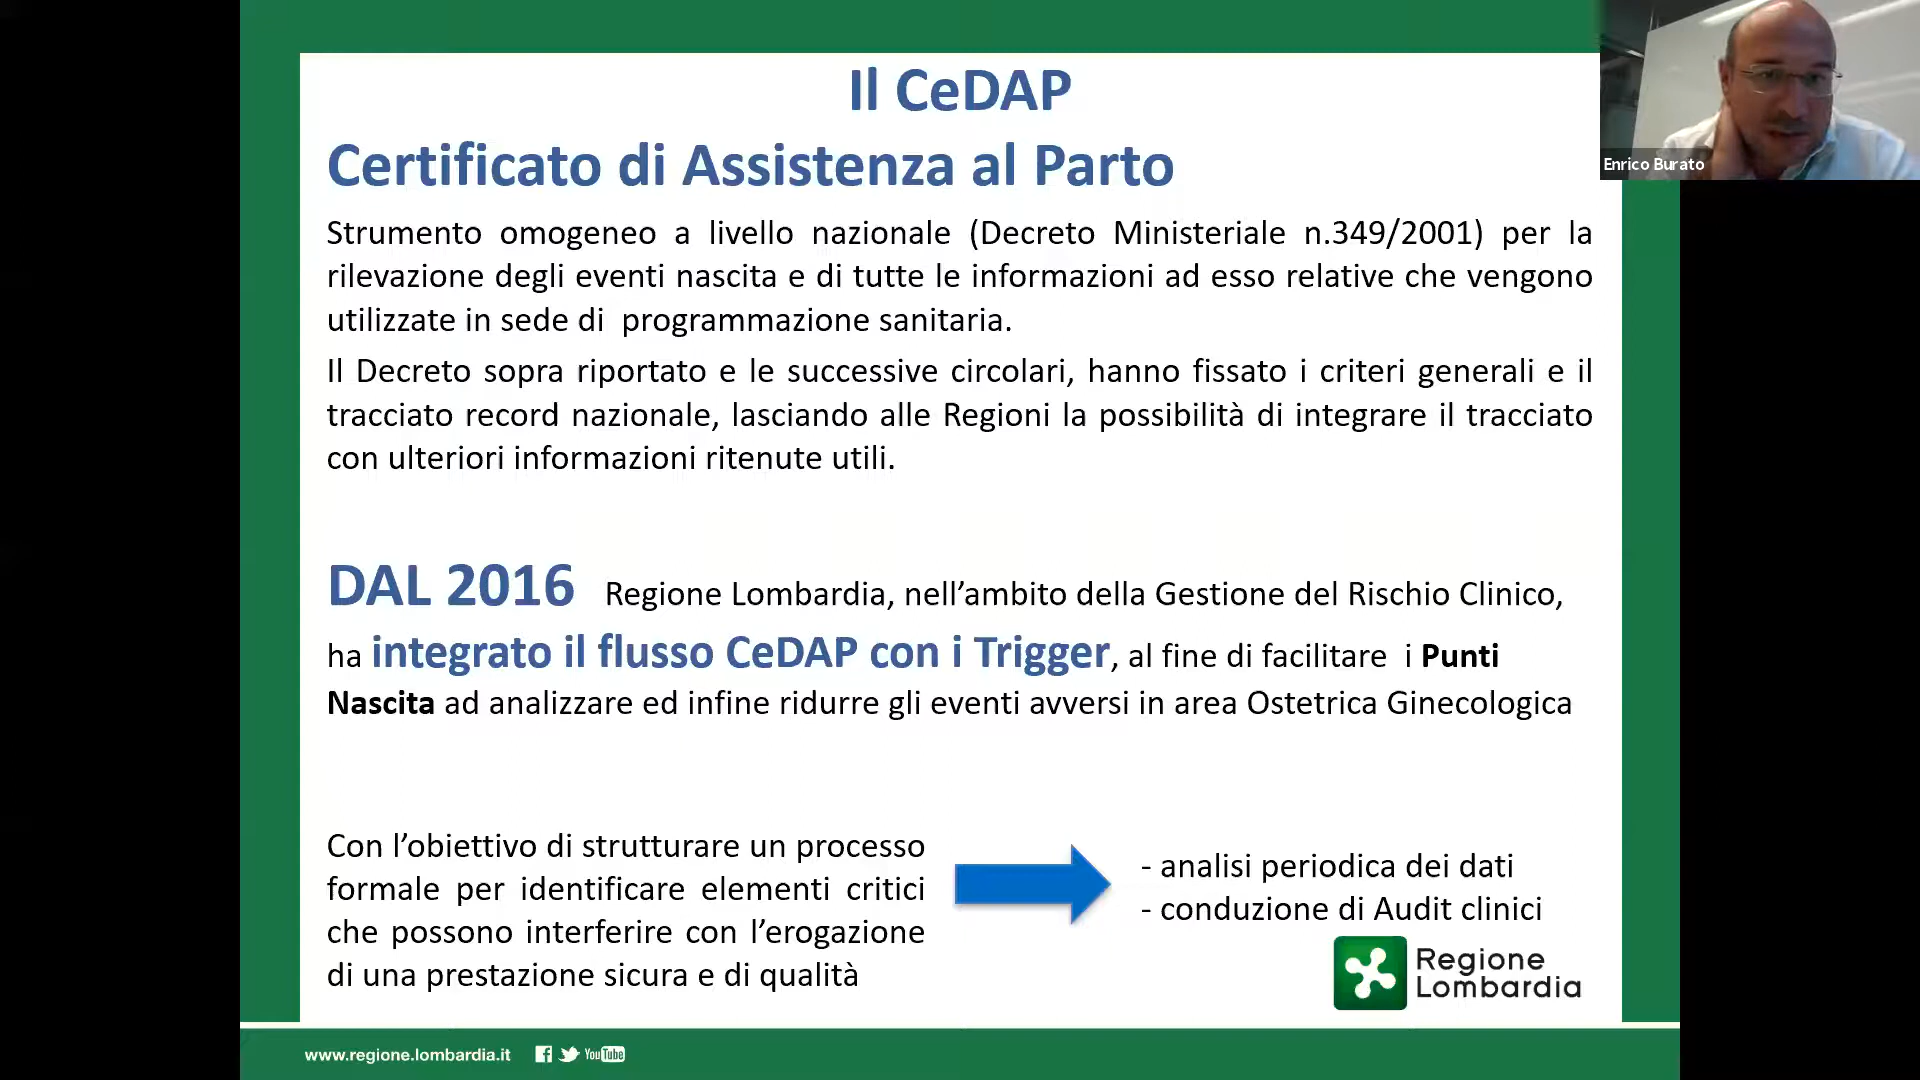 Il CeDAP
Certificato di Assistenza al Parto
Strumento omogeneo a livello nazionale (Decreto Ministeriale n.349/2001) per la
rilevazione degli eventi nascita e di tutte le informazioni ad esso relative che vengono
utilizzate in sede di programmazione sanitaria.
Il Decreto sopra riportato e le successive circolari, hanno fissato i criteri generali e il
tracciato record nazionale, lasciando alle Regioni la possibilità di integrare il tracciato
con ulteriori informazioni ritenute utili.
DAL 2016 Regione Lombardia, nell’ambito della Gestione del Rischio Clinico,
ha integrato il flusso CeDAP con i Trigger, al fine di facilitare i Punti
Nascita ad analizzare ed infine ridurre gli eventi avversi in area Ostetrica Ginecologica
Con l’obiettivo di strutturare un processo
formale per identificare elementi critici
che possono interferire con l’erogazione
di una prestazione sicura e di qualità
- analisi periodica dei dati
- conduzione di Audit clinici
Regione
Lombardia
www.regione.lombardia.it
You Tube
Enrico Burato